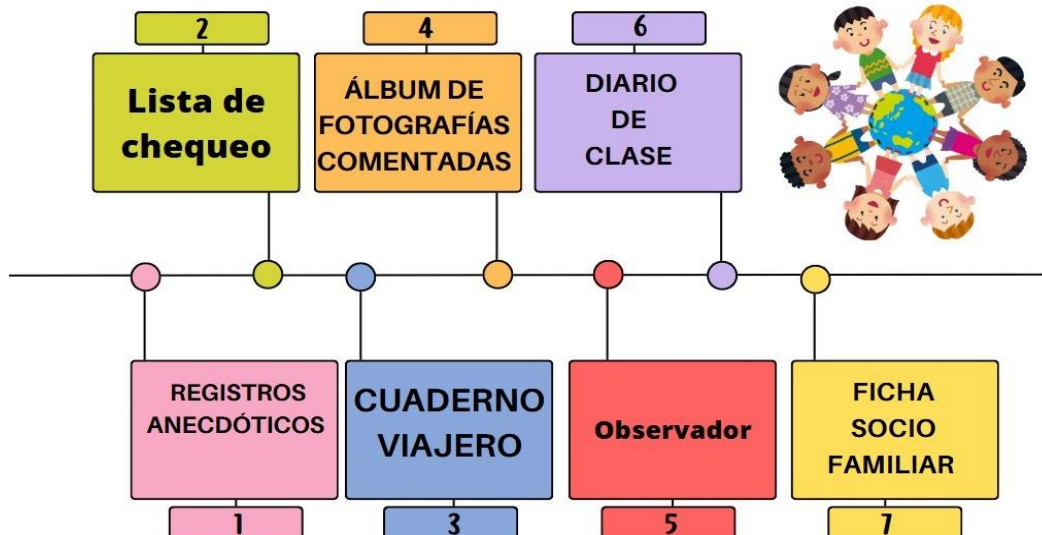 2
Lista de
chequeo
4
ÁLBUM DE
FOTOGRAFÍAS
COMENTADAS
6
DIARIO
DE
CLASE
REGISTROS
ANECDÓTICOS
1
CUADERNO
VIAJERO
3
Observador
5
FICHA
SOCIO
FAMILIAR
7